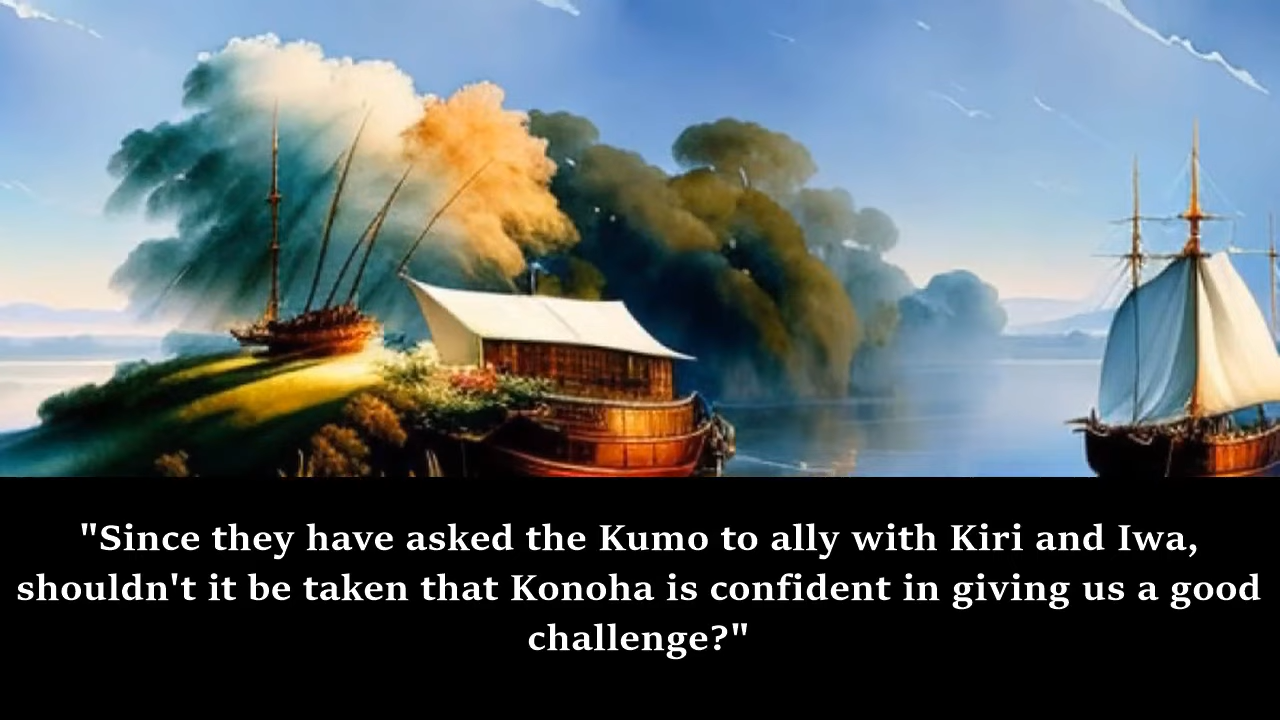 "Since they have asked the Kumo to ally with Kiri and Iwa,
shouldn't it be taken that Konoha is confident in giving us a good
challenge?"